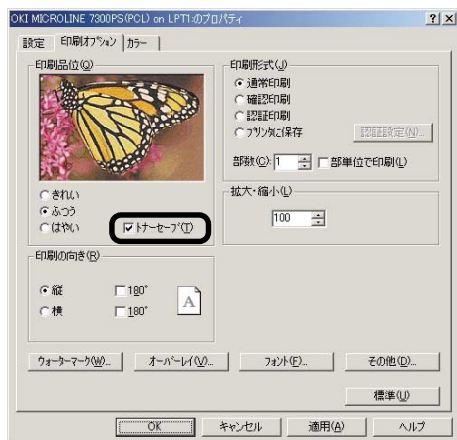 OKI MICROLINE 7300PS(PCL) on LPT1:のプロパティ
設定 印刷オプション カラー
印刷品位(Q)
きれい
ふつう
はやい
トナーセーブ(T)
印刷の向き(R)
縦 180°
横 180°
A
印刷形式(J)
通常印刷
確認印刷
認証印刷
プリンタに保存
認証設定(N)...
部数(C): 1 部単位で印刷(L)
拡大・縮小(L)
100
ウォーターマーク(W)... オーバーレイ(V)... フォント(F)... その他(D)...
標準(U)
OK キャンセル 適用(A) ヘルプ